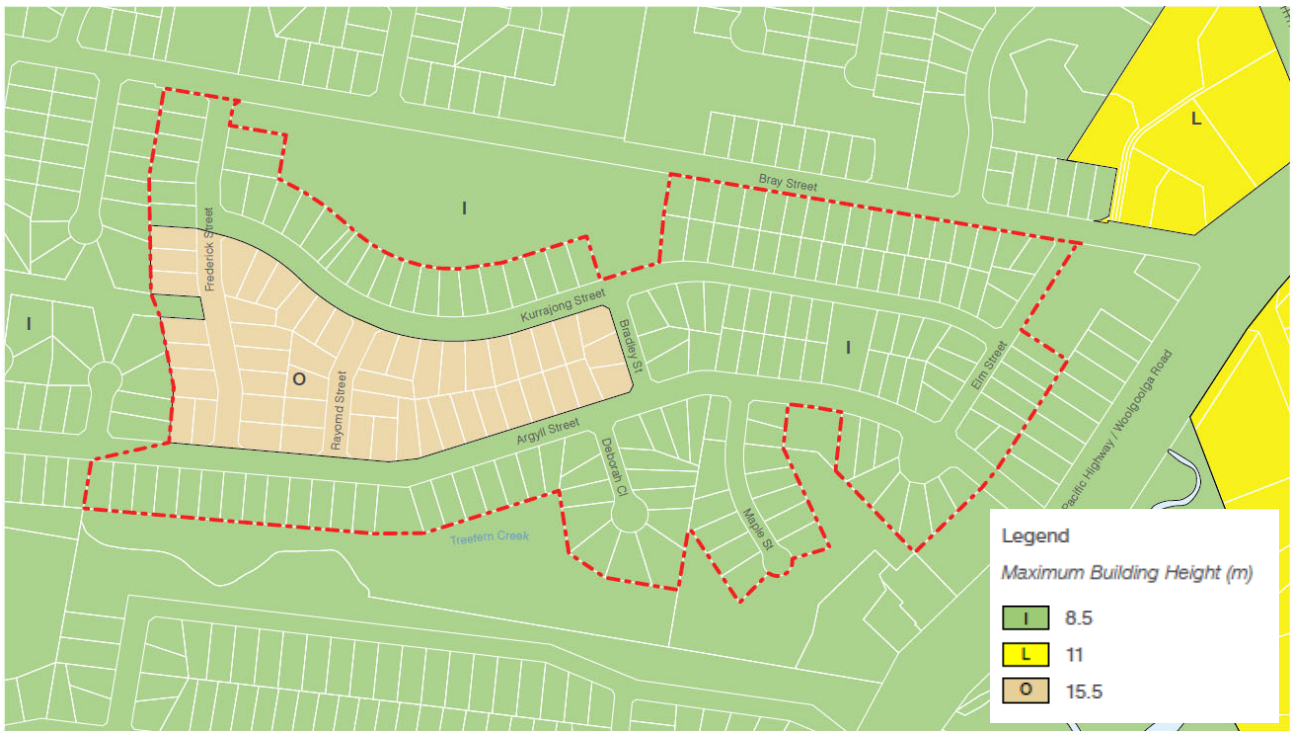 L
Bray Street
I
Frederick Street
Kurrajong Street
I
Bradley St
I
O
Rayomd Street
Elm Street
Argyll Street
Pacific Highway / Woolgoolga Road
Deborah Cl
Maple St
Treefern Creek
Legend
Maximum Building Height (m)
I 8.5
L 11
O 15.5